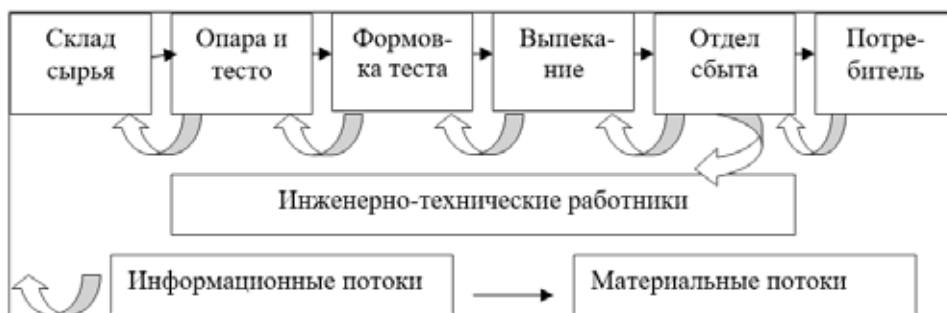 Склад
сырья
Опара и
тесто
Формов-
ка теста
Выпека-
ние
Отдел
сбыта
Потре-
битель
Инженерно-технические работники
Информационные потоки
Материальные потоки